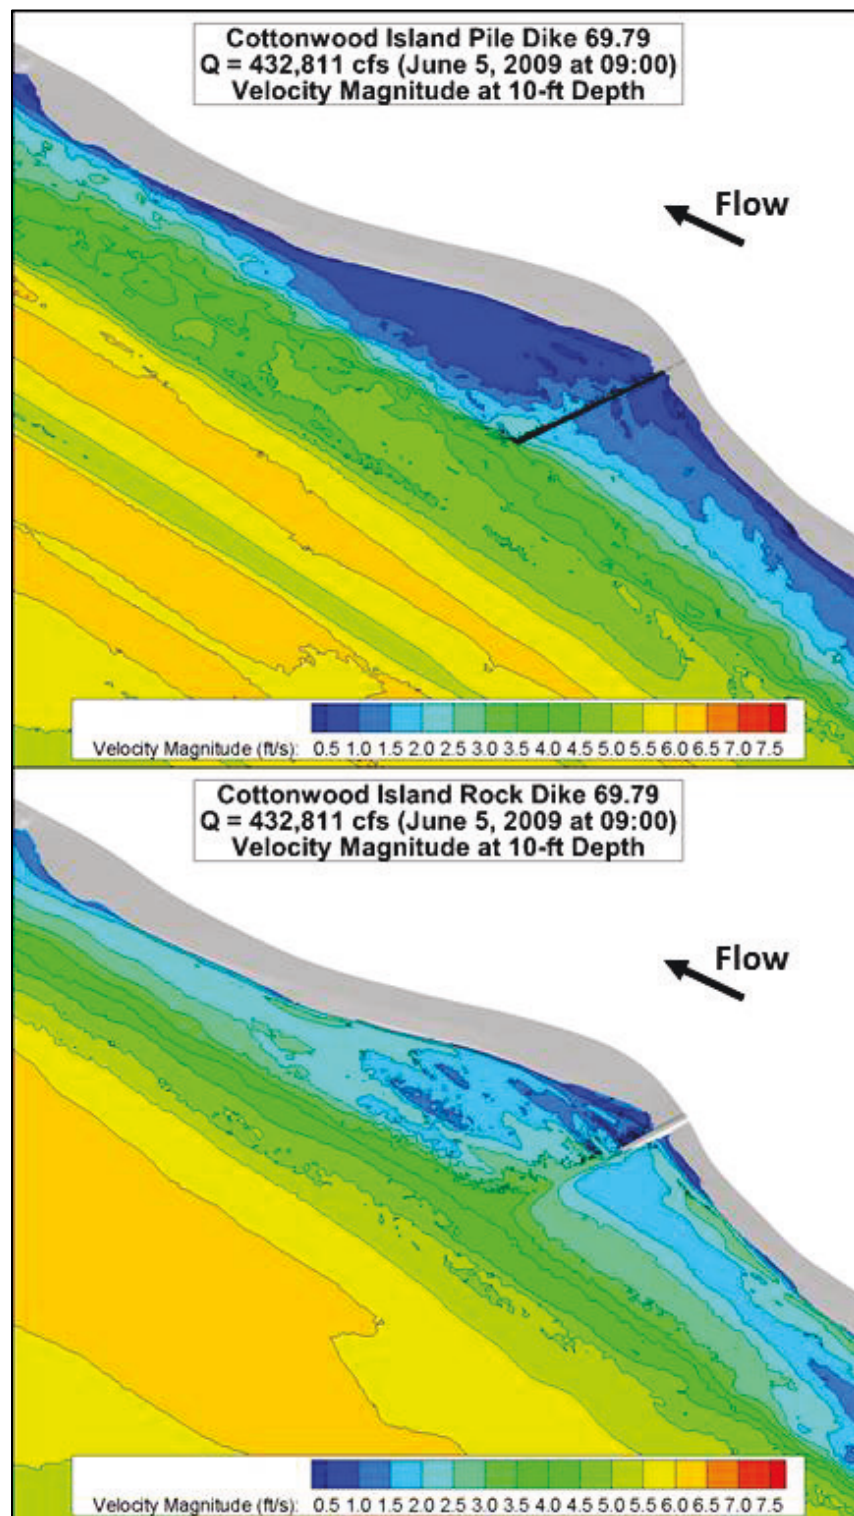 Cottonwood Island Pile Dike 69.79
Q = 432,811 cfs (June 5, 2009 at 09:00)
Velocity Magnitude at 10-ft Depth
Flow
Velocity Magnitude (ft/s): 0.5 1.0 1.5 2.0 2.5 3.0 3.5 4.0 4.5 5.0 5.5 6.0 6.5 7.0 7.5
Cottonwood Island Rock Dike 69.79
Q = 432,811 cfs (June 5, 2009 at 09:00)
Velocity Magnitude at 10-ft Depth
Flow
Velocity Magnitude (ft/s): 0.5 1.0 1.5 2.0 2.5 3.0 3.5 4.0 4.5 5.0 5.5 6.0 6.5 7.0 7.5